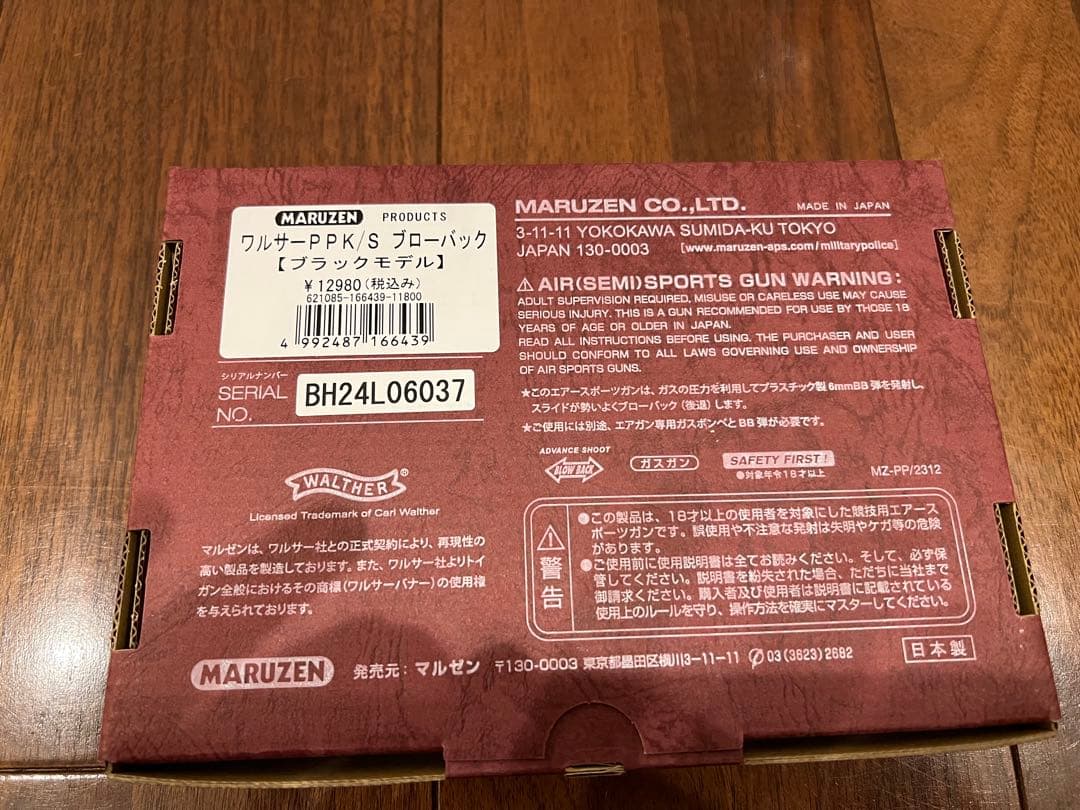 MARUZEN PRODUCTS
ワルサーPPK/S ブローバック
【ブラックモデル】
¥12980(税込み)
621085-166439-11800
4 992487 166439
シリアルナンバー
SERIAL NO.
BH24L06037
WALTHER®
Licensed Trademark of Carl Walther
マルゼンは、ワルサー社との正式契約により、再現性の
高い製品を製造しております。また、ワルサー社よりトイ
ガン全般におけるその商標(ワルサーバナー)の使用権
を与えられております。
MARUZEN CO.,LTD. MADE IN JAPAN
3-11-11 YOKOKAWA SUMIDA-KU TOKYO
JAPAN 130-0003 [www.maruzen-aps.com/militarypolice]
⚠ AIR(SEMI)SPORTS GUN WARNING:
ADULT SUPERVISION REQUIRED, MISUSE OR CARELESS USE MAY CAUSE
SERIOUS INJURY. THIS IS A GUN RECOMMENDED FOR USE BY THOSE 18
YEARS OF AGE OR OLDER IN JAPAN.
READ ALL INSTRUCTIONS BEFORE USING. THE PURCHASER AND USER
SHOULD CONFORM TO ALL LAWS GOVERNING USE AND OWNERSHIP
OF AIR SPORTS GUNS.
★このエアースポーツガンは、ガスの圧力を利用してプラスチック製6mmBB弾を発射し、
スライドが勢いよくブローバック(後退)します。
★ご使用には別途、エアガン専用ガスボンベとBB弾が必要です。
ADVANCE SHOOT
BLOW BACK
ガスガン
SAFETY FIRST!
●対象年令18才以上
MZ-PP/2312
⚠警告
●この製品は、18才以上の使用者を対象にした競技用エアース
ポーツガンです。誤使用や不注意な発射は失明やケガ等の危険
があります。
●ご使用前に使用説明書は全てお読みください。そして、必ず保
管してください。説明書を紛失された場合、ただちに当社まで
御請求ください。購入者及び使用者は説明書に記載されている
使用上のルールを守り、操作方法を確実にマスターしてください。
MARUZEN 発売元:マルゼン 〒130-0003 東京都墨田区横川3-11-11 ✆03(3623)2682
日本製